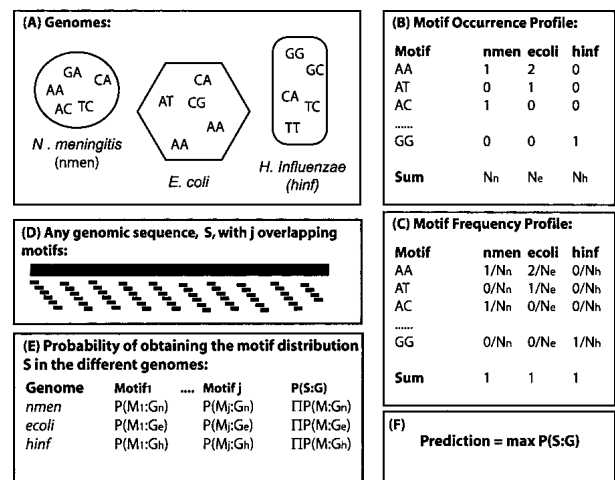 (A) Genomes:
GA
CA
AA
AC TC
N . meningitis
(nmen)
CA
AT CG
AA
AA
E. coli
GG
GC
CA
TC
TT
H. Influenzae
(hinf)
(B) Motif Occurrence Profile:
Motif nmen ecoli hinf
AA 1 2 0
AT 0 1 0
AC 1 0 0
......
GG 0 0 1
Sum Nn Ne Nh
(C) Motif Frequency Profile:
Motif nmen ecoli hinf
AA 1/Nn 2/Ne 0/Nh
AT 0/Nn 1/Ne 0/Nh
AC 1/Nn 0/Ne 0/Nh
......
GG 0/Nn 0/Ne 1/Nh
Sum 1 1 1
(D) Any genomic sequence, S, with j overlapping
motifs:
(E) Probability of obtaining the motif distribution
S in the different genomes:
Genome Motif1 .... Motif j P(S:G)
nmen P(M1:Gn) P(Mj:Gn) ΠP(M:Gn)
ecoli P(M1:Ge) P(Mj:Ge) ΠP(M:Ge)
hinf P(M1:Gh) P(Mj:Gh) ΠP(M:Gh)
(F)
Prediction = max P(S:G)